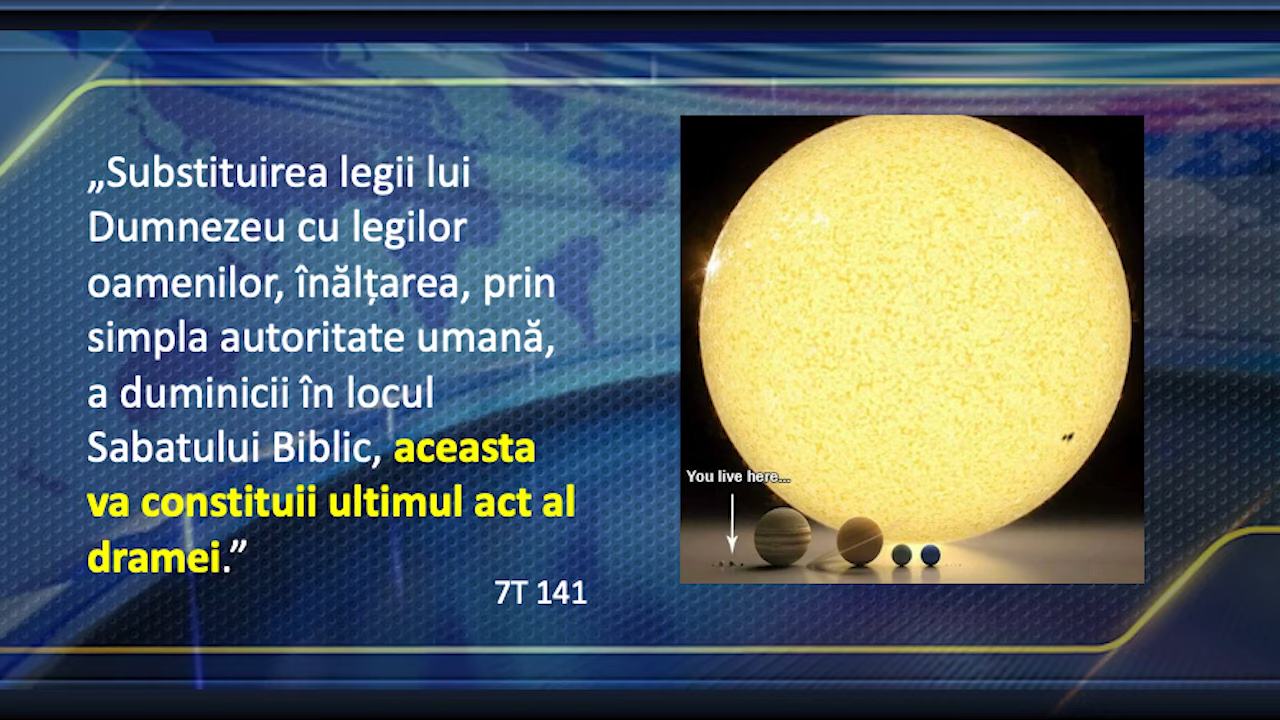 „Substituirea legii lui
Dumnezeu cu legilor
oamenilor, înălțarea, prin
simpla autoritate umană,
a duminicii în locul
Sabatului Biblic, aceasta
va constituii ultimul act al
dramei.”
7T 141
You live here...